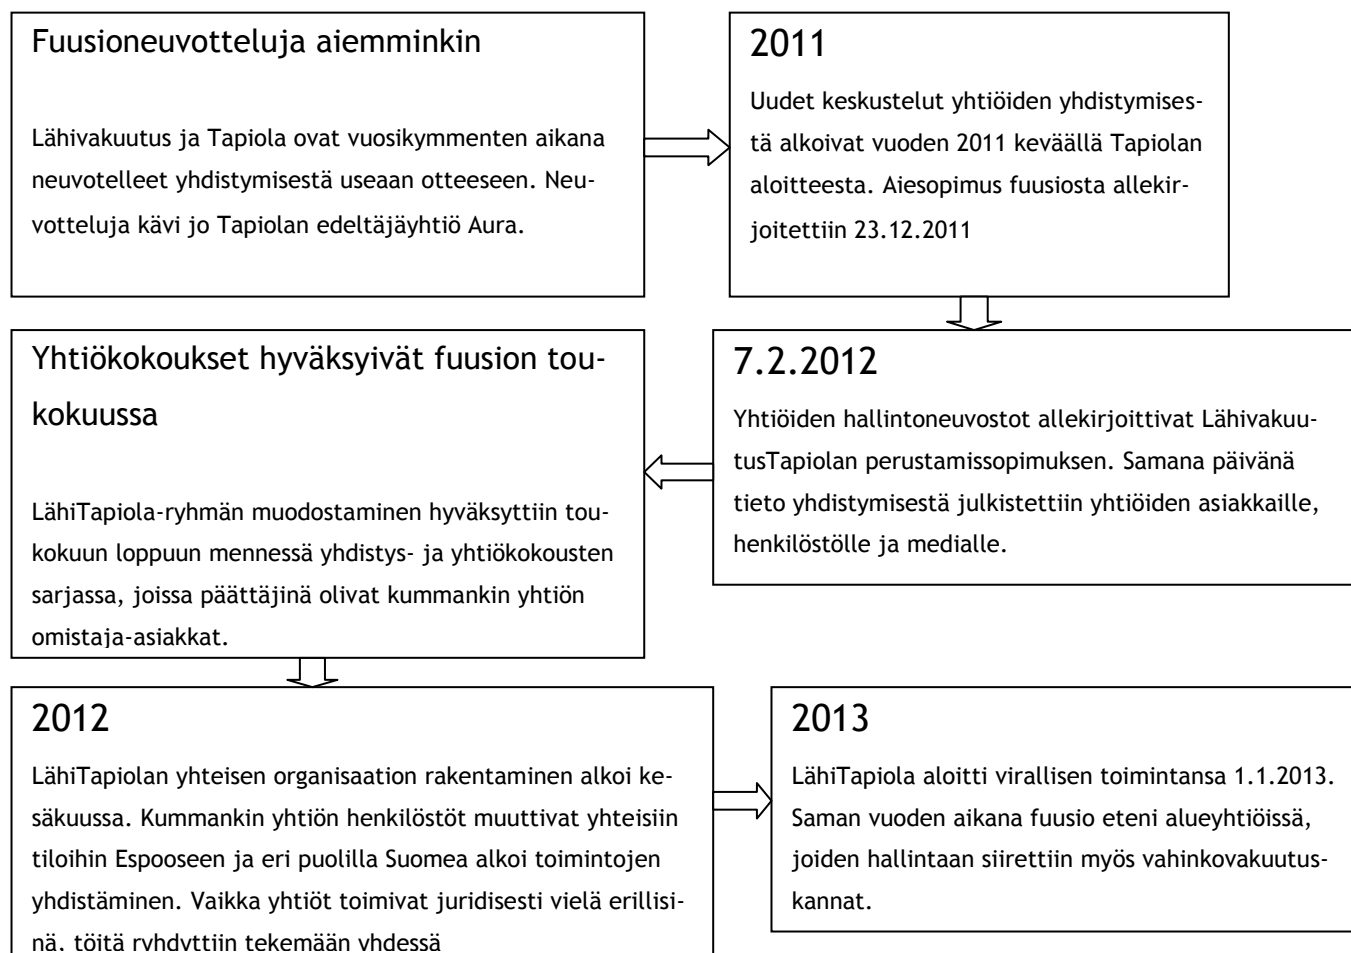 Fuusioneuvotteluja aiemminkin
Lähivakuutus ja Tapiola ovat vuosikymmenten aikana
neuvotelleet yhdistymisestä useaan otteeseen. Neu-
votteluja kävi jo Tapiolan edeltäjäyhtiö Aura.
2011
Uudet keskustelut yhtiöiden yhdistymises-
tä alkoivat vuoden 2011 keväällä Tapiolan
aloitteesta. Aiesopimus fuusiosta allekir-
joitettiin 23.12.2011
7.2.2012
Yhtiöiden hallintoneuvostot allekirjoittivat Lähivakuu-
tusTapiolan perustamissopimuksen. Samana päivänä
tieto yhdistymisestä julkistettiin yhtiöiden asiakkaille,
henkilöstölle ja medialle.
Yhtiökokoukset hyväksyivät fuusion tou-
kokuussa
LähiTapiola-ryhmän muodostaminen hyväksyttiin tou-
kokuun loppuun mennessä yhdistys- ja yhtiökokousten
sarjassa, joissa päättäjinä olivat kummankin yhtiön
omistaja-asiakkat.
2012
LähiTapiolan yhteisen organisaation rakentaminen alkoi ke-
säkuussa. Kummankin yhtiön henkilöstöt muuttivat yhteisiin
tiloihin Espooseen ja eri puolilla Suomea alkoi toimintojen
yhdistäminen. Vaikka yhtiöt toimivat juridisesti vielä erillisi-
nä, töitä ryhdyttiin tekemään yhdessä
2013
LähiTapiola aloitti virallisen toimintansa 1.1.2013.
Saman vuoden aikana fuusio eteni alueyhtiöissä,
joiden hallintaan siirettiin myös vahinkovakuutus-
kannat.